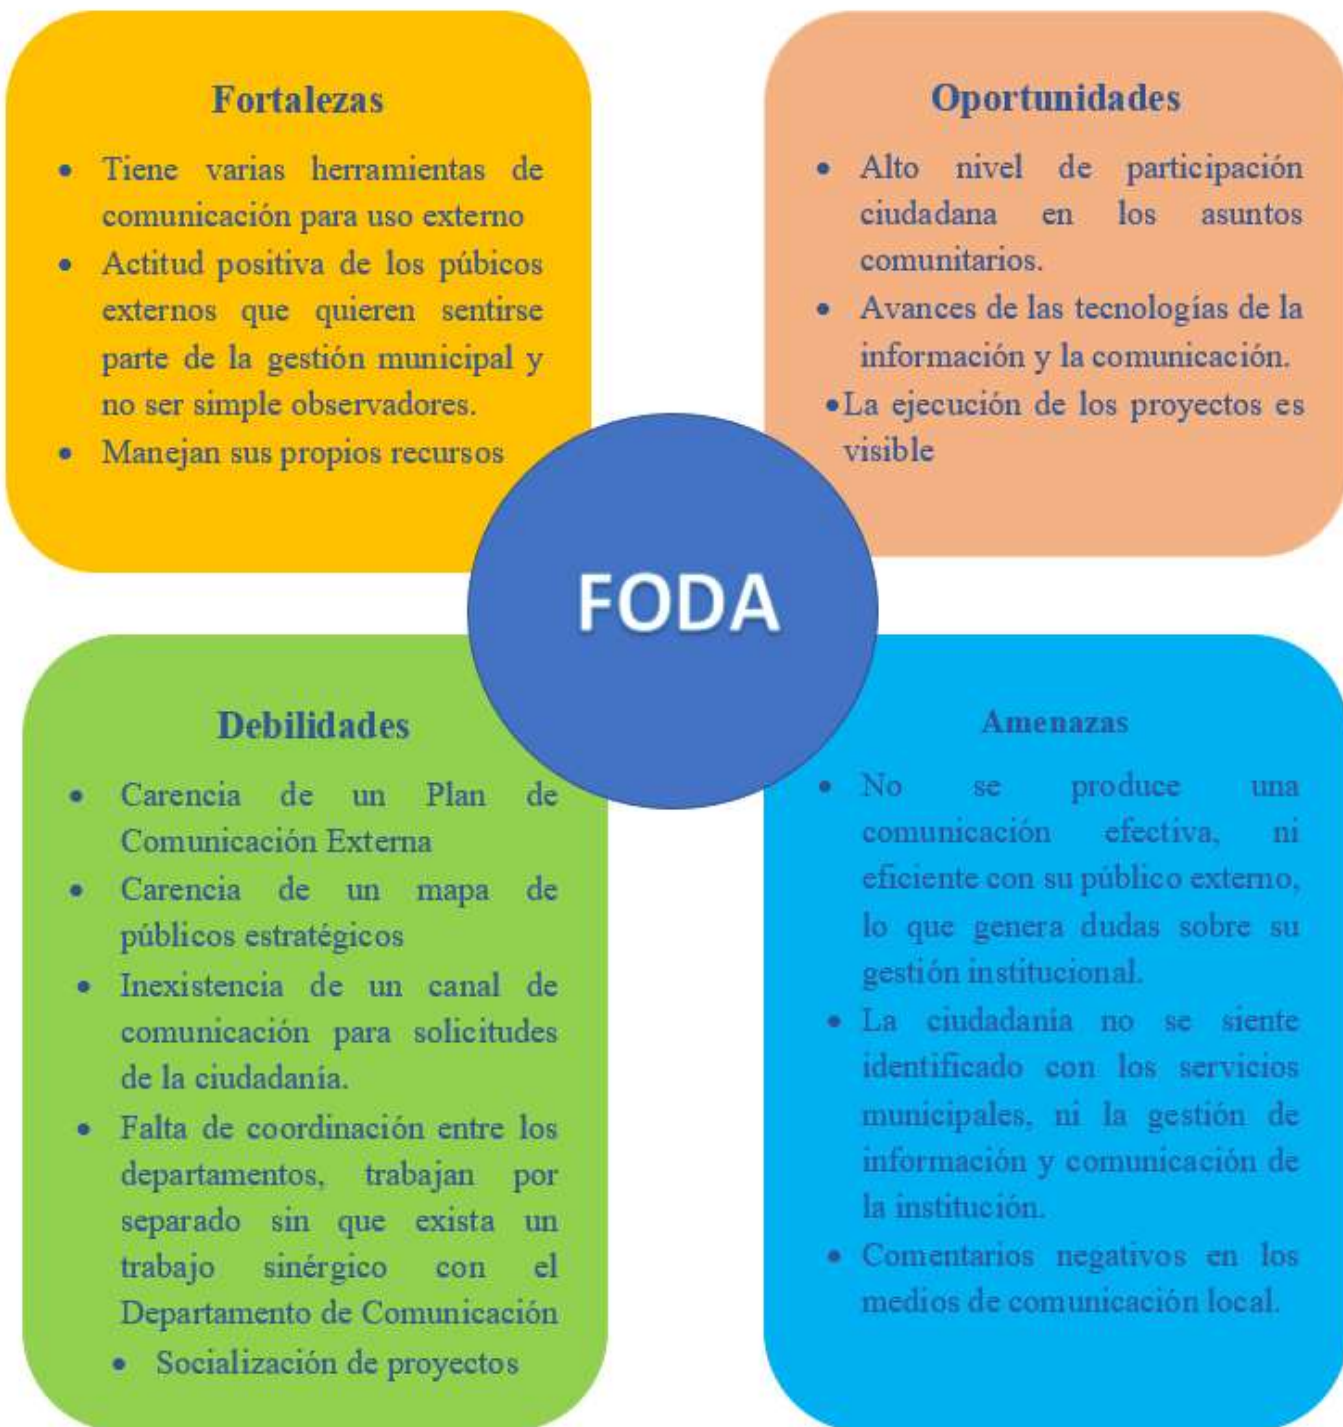 Fortalezas
• Tiene varias herramientas de
comunicación para uso externo
• Actitud positiva de los púbicos
externos que quieren sentirse
parte de la gestión municipal y
no ser simple observadores.
• Manejan sus propios recursos
Oportunidades
• Alto nivel de participación
ciudadana en los asuntos
comunitarios.
• Avances de las tecnologías de la
información y la comunicación.
•La ejecución de los proyectos es
visible
FODA
Debilidades
• Carencia de un Plan de
Comunicación Externa
• Carencia de un mapa de
públicos estratégicos
• Inexistencia de un canal de
comunicación para solicitudes
de la ciudadanía.
• Falta de coordinación entre los
departamentos, trabajan por
separado sin que exista un
trabajo sinérgico con el
Departamento de Comunicación
• Socialización de proyectos
Amenazas
• No se produce una
comunicación efectiva, ni
eficiente con su público externo,
lo que genera dudas sobre su
gestión institucional.
• La ciudadanía no se siente
identificado con los servicios
municipales, ni la gestión de
información y comunicación de
la institución.
• Comentarios negativos en los
medios de comunicación local.